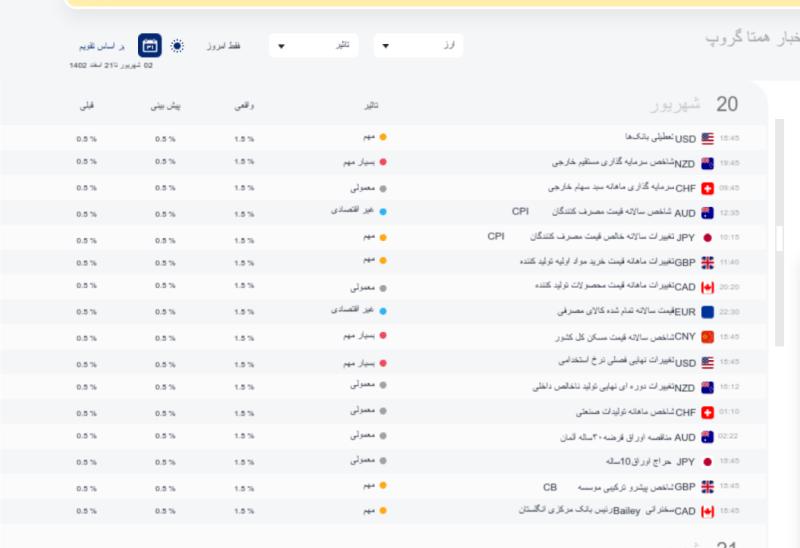 خبار همتا گروپ
ارز تاثیر فقط امروز بر اساس تقویم
02 شهریور تا 21 اسفند 1402
20 شهریور تاثیر واقعی پیش بینی قبلی
18:45 USD تعطیلی بانک‌ها مهم 1.5 % 0.5 % 0.5 %
19:45 NZD شاخص سرمایه گذاری مستقیم خارجی بسیار مهم 1.5 % 0.5 % 0.5 %
09:45 CHF سرمایه گذاری ماهانه سبد سهام خارجی معمولی 1.5 % 0.5 % 0.5 %
12:35 AUD شاخص سالانه قیمت مصرف کنندگان CPI غیر اقتصادی 1.5 % 0.5 % 0.5 %
10:15 JPY تغییرات سالانه خالص قیمت مصرف کنندگان CPI مهم 1.5 % 0.5 % 0.5 %
11:40 GBP تغییرات ماهانه قیمت خرید مواد اولیه تولید کننده مهم 1.5 % 0.5 % 0.5 %
20:20 CAD تغییرات ماهانه قیمت محصولات تولید کننده معمولی 1.5 % 0.5 % 0.5 %
22:30 EUR قیمت سالانه تمام شده کالای مصرفی غیر اقتصادی 1.5 % 0.5 % 0.5 %
18:45 CNY شاخص سالانه قیمت مسکن کل کشور بسیار مهم 1.5 % 0.5 % 0.5 %
18:45 USD تغییرات نهایی فصلی نرخ استخدامی بسیار مهم 1.5 % 0.5 % 0.5 %
16:12 NZD تغییرات دوره ای نهایی تولید ناخالص داخلی معمولی 1.5 % 0.5 % 0.5 %
01:10 CHF شاخص ماهانه تولیدات صنعتی معمولی 1.5 % 0.5 % 0.5 %
02:22 AUD مناقصه اوراق قرضه ۳۰ساله آلمان معمولی 1.5 % 0.5 % 0.5 %
18:45 JPY حراج اوراق10ساله معمولی 1.5 % 0.5 % 0.5 %
18:45 GBP شاخص پیشرو ترکیبی موسسه CB مهم 1.5 % 0.5 % 0.5 %
18:45 CAD سخنرانی Bailey رئیس بانک مرکزی انگلستان مهم 1.5 % 0.5 % 0.5 %